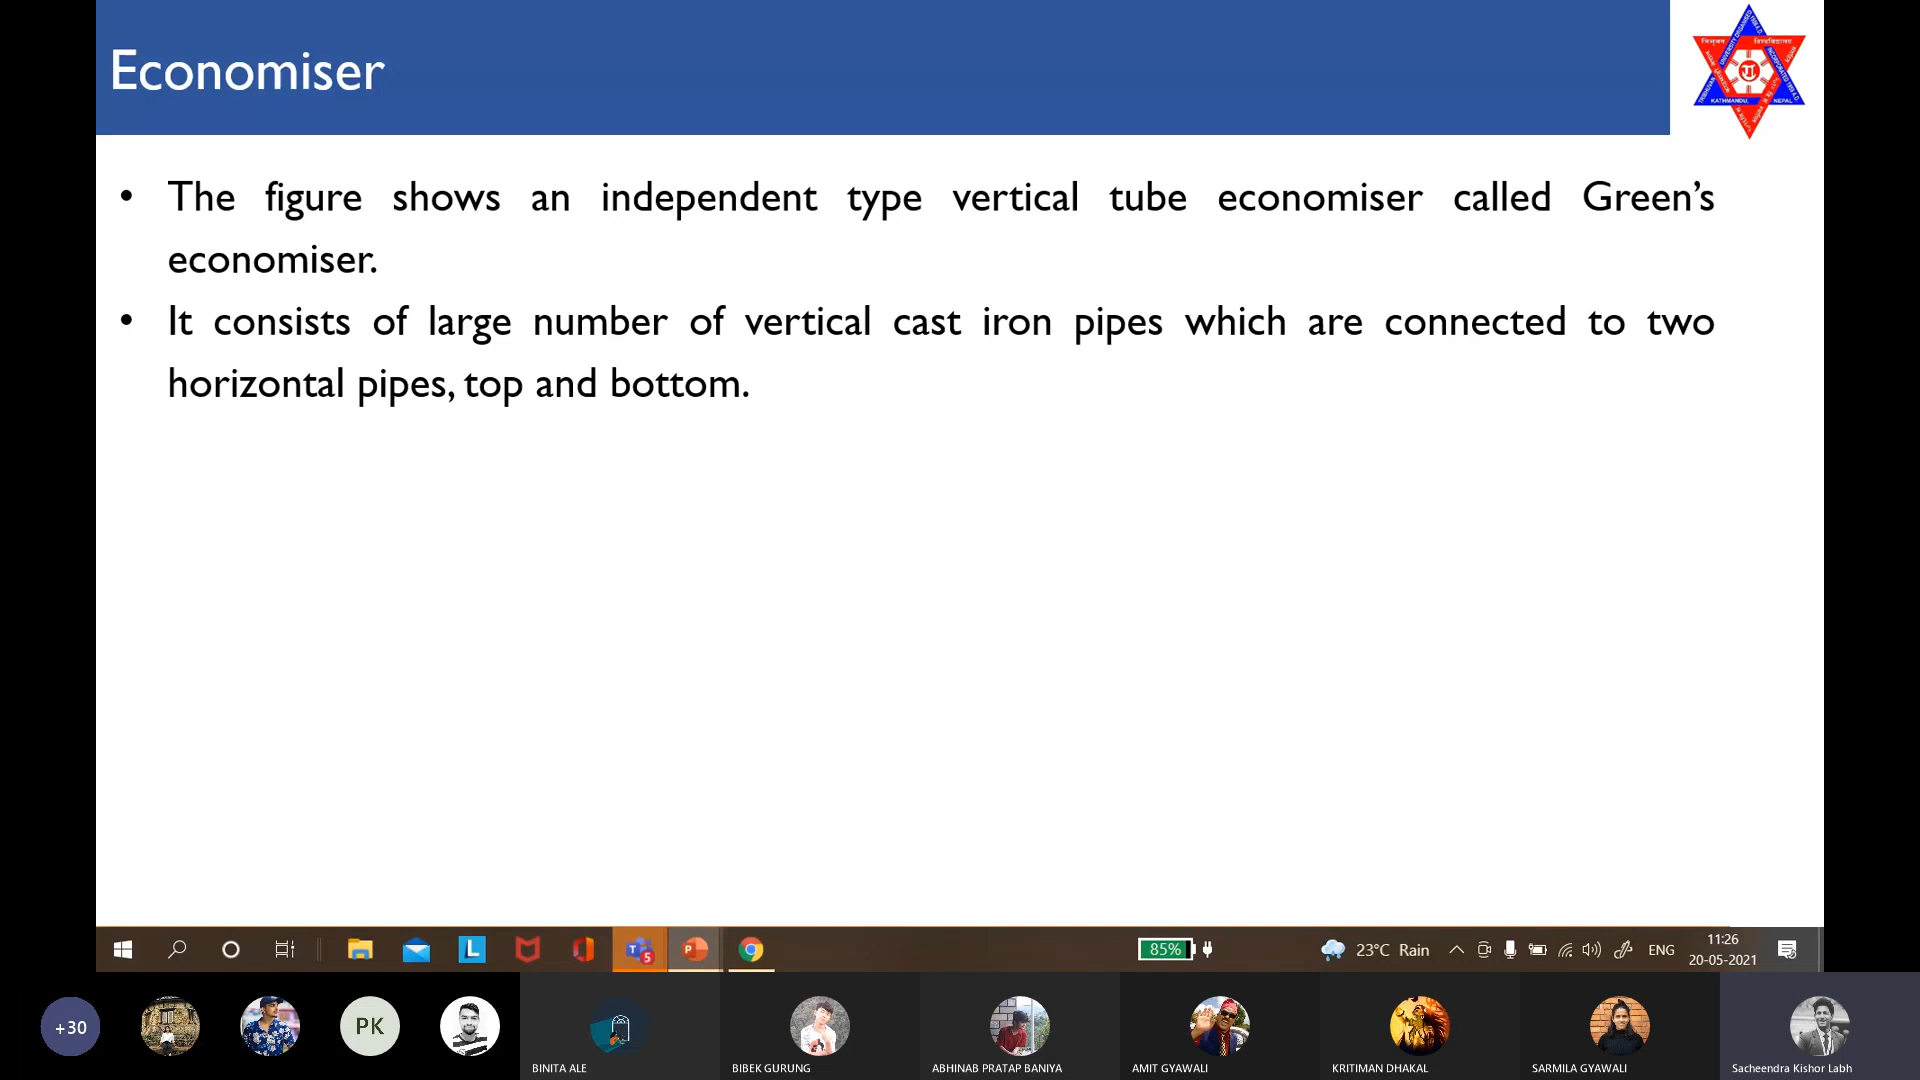 Economiser
• The figure shows an independent type vertical tube economiser called Green's
economiser.
• It consists of large number of vertical cast iron pipes which are connected to two
horizontal pipes, top and bottom.
KATHMANDU, NEPAL
85%
23°C Rain
ENG
11:26
20-05-2021
5
+30
PK
BINITA ALE
BIBEK GURUNG
ABHINAB PRATAP BANIYA
AMIT GYAWALI
KRITIMAN DHAKAL
SARMILA GYAWALI
Sacheendra Kishor Labh